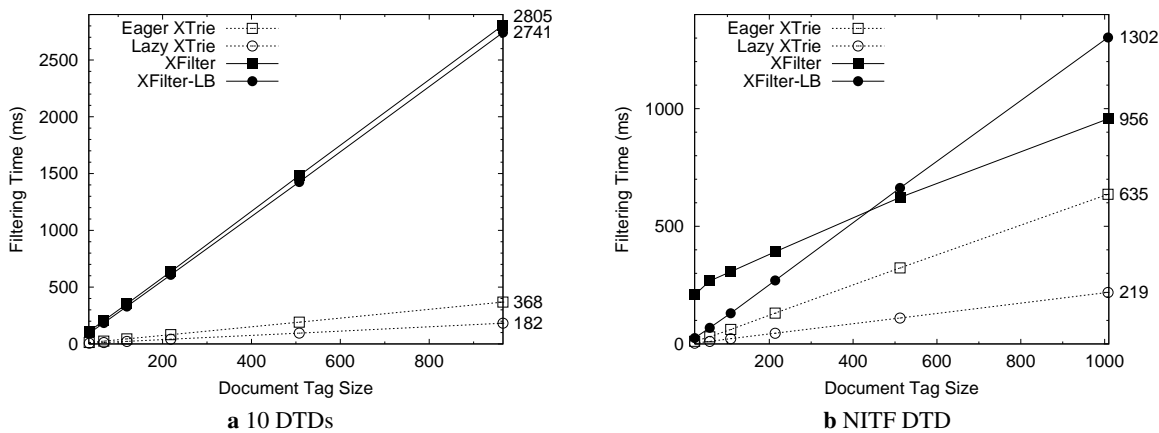 Eager XTrie
Lazy XTrie
XFilter
XFilter-LB
2805
2741
368
182
2500
2000
1500
1000
500
0
200
400
600
800
Filtering Time (ms)
Document Tag Size
a 10 DTDs
Eager XTrie
Lazy XTrie
XFilter
XFilter-LB
1302
956
635
219
1000
500
0
0
200
400
600
800
1000
Filtering Time (ms)
Document Tag Size
b NITF DTD